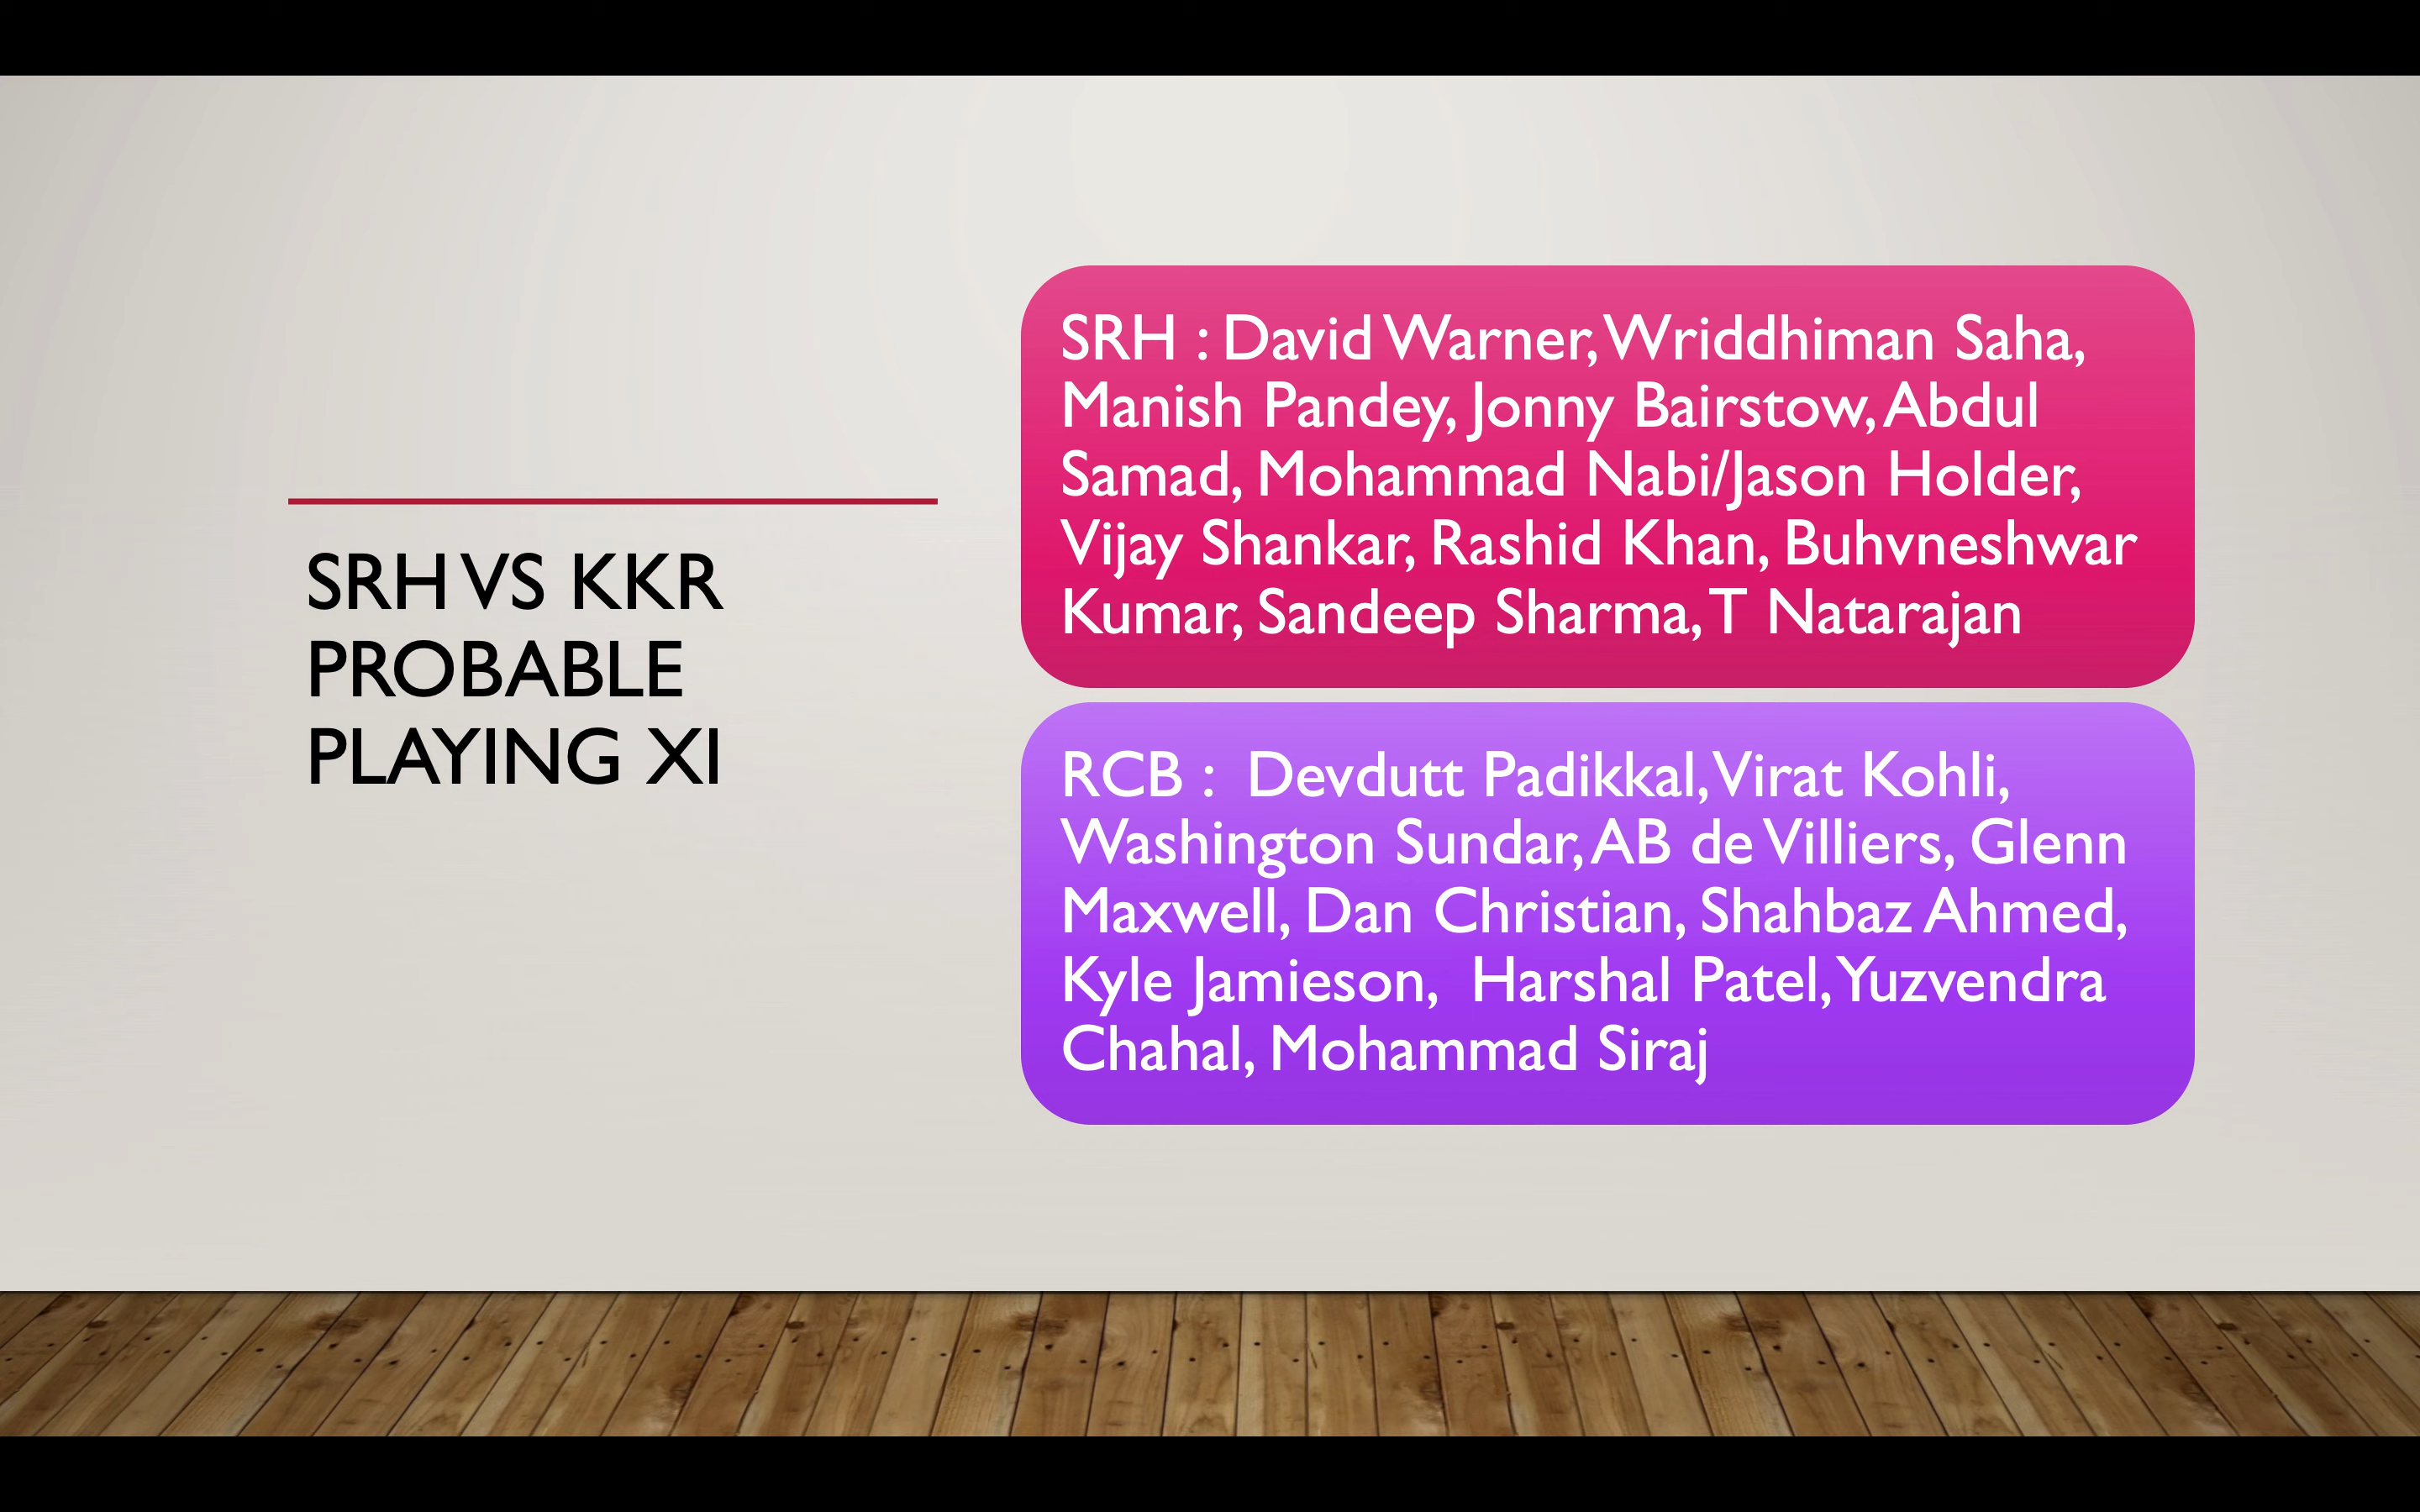 SRH VS KKR
PROBABLE
PLAYING XI
SRH : David Warner, Wriddhiman Saha,
Manish Pandey, Jonny Bairstow, Abdul
Samad, Mohammad Nabi/Jason Holder,
Vijay Shankar, Rashid Khan, Buhvneshwar
Kumar, Sandeep Sharma, T Natarajan
RCB :  Devdutt Padikkal, Virat Kohli,
Washington Sundar, AB de Villiers, Glenn
Maxwell, Dan Christian, Shahbaz Ahmed,
Kyle Jamieson,  Harshal Patel, Yuzvendra
Chahal, Mohammad Siraj